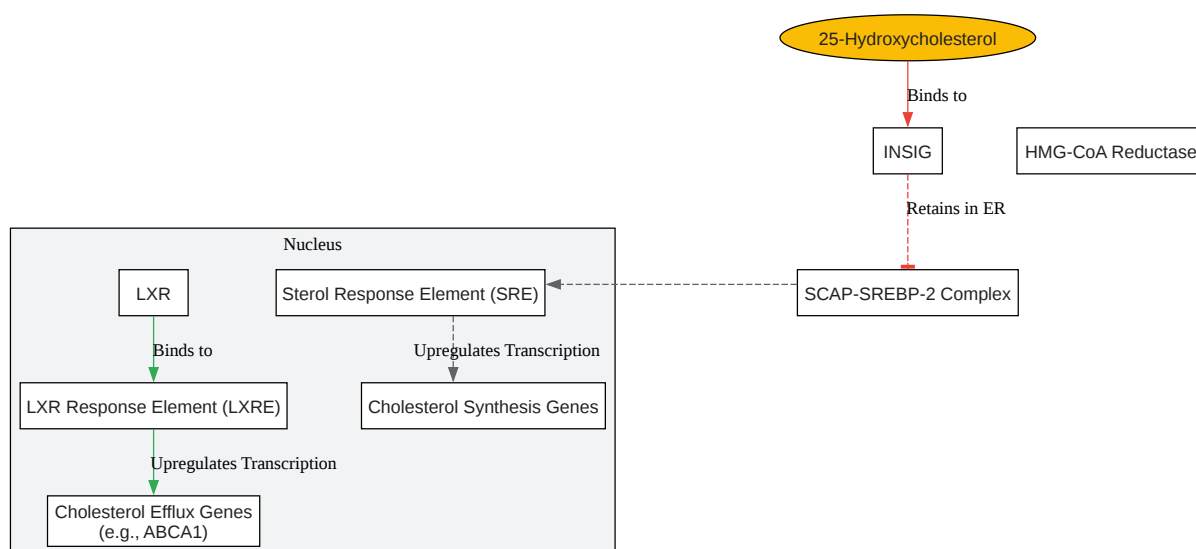 25-Hydroxycholesterol
Binds to
INSIG
HMG-CoA Reductase
Retains in ER
Nucleus
LXR
Sterol Response Element (SRE)
SCAP-SREBP-2 Complex
Binds to
Upregulates Transcription
LXR Response Element (LXRE)
Cholesterol Synthesis Genes
Upregulates Transcription
Cholesterol Efflux Genes
(e.g., ABCA1)